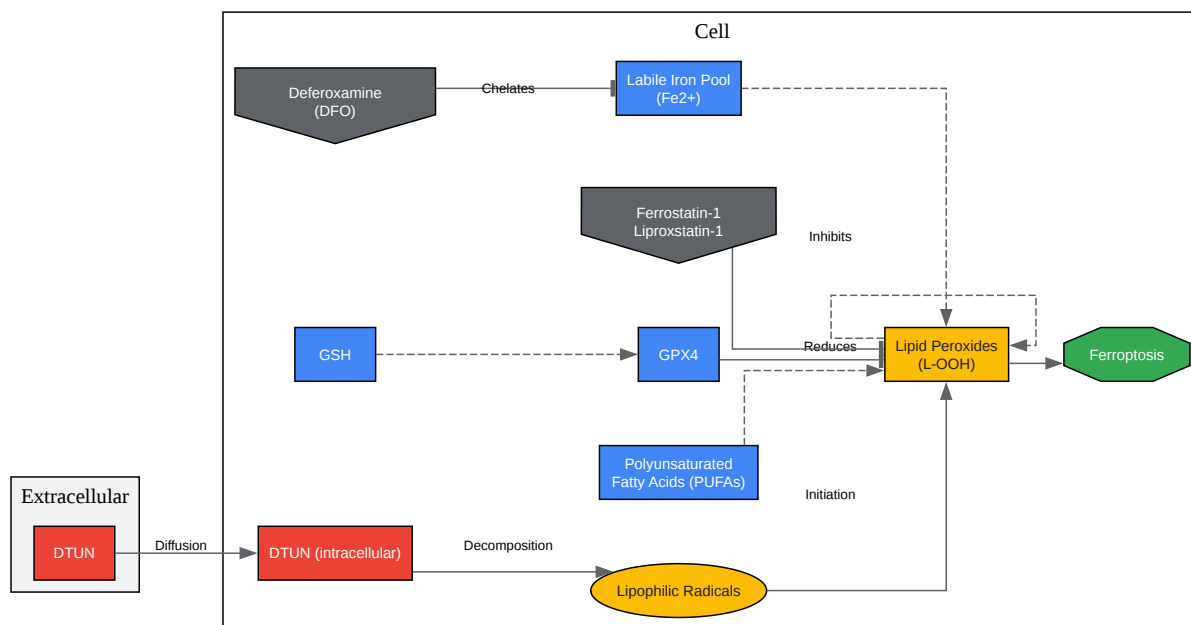 Cell
Deferoxamine
(DFO)
Chelates
Labile Iron Pool
(Fe2+)
Ferrostatin-1
Liproxstatin-1
Inhibits
GSH
GPX4
Reduces
Lipid Peroxides
(L-OOH)
Ferroptosis
Polyunsaturated
Fatty Acids (PUFAs)
Initiation
Extracellular
DTUN
Diffusion
DTUN (intracellular)
Decomposition
Lipophilic Radicals